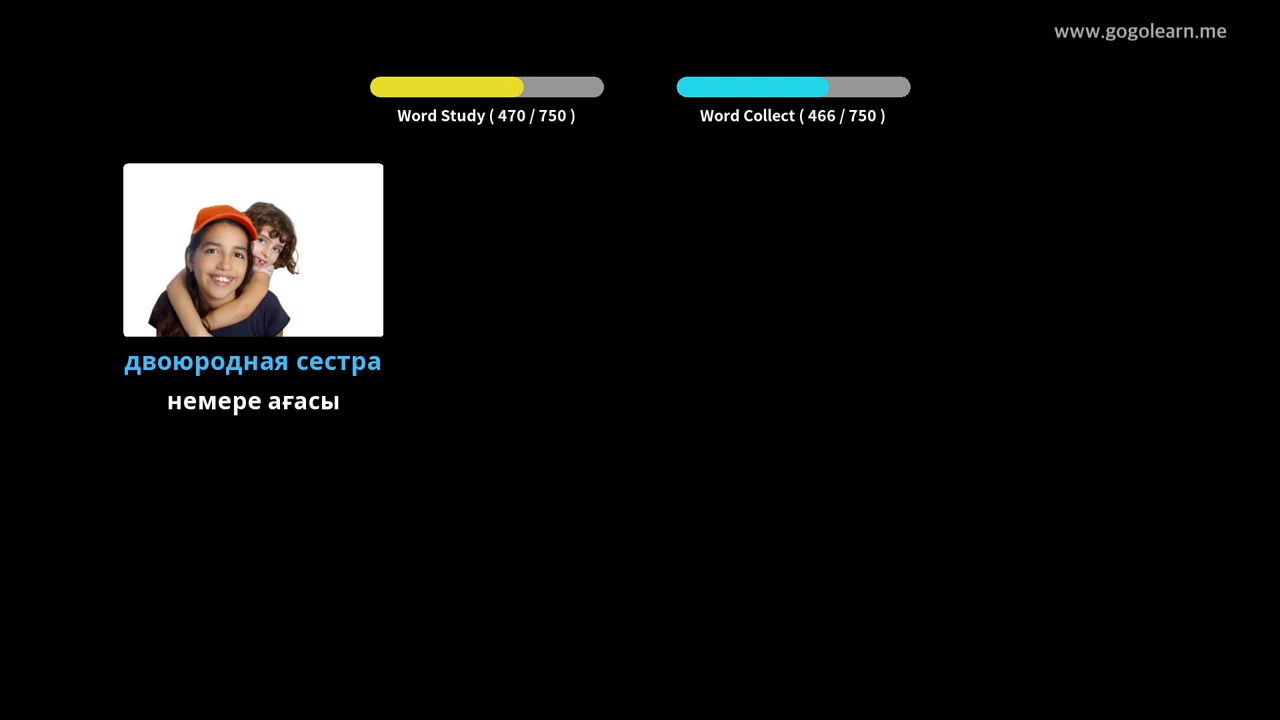 www.gogolearn.me
Word Study ( 470 / 750 )
Word Collect ( 466 / 750 )
двоюродная сестра
немере ағасы